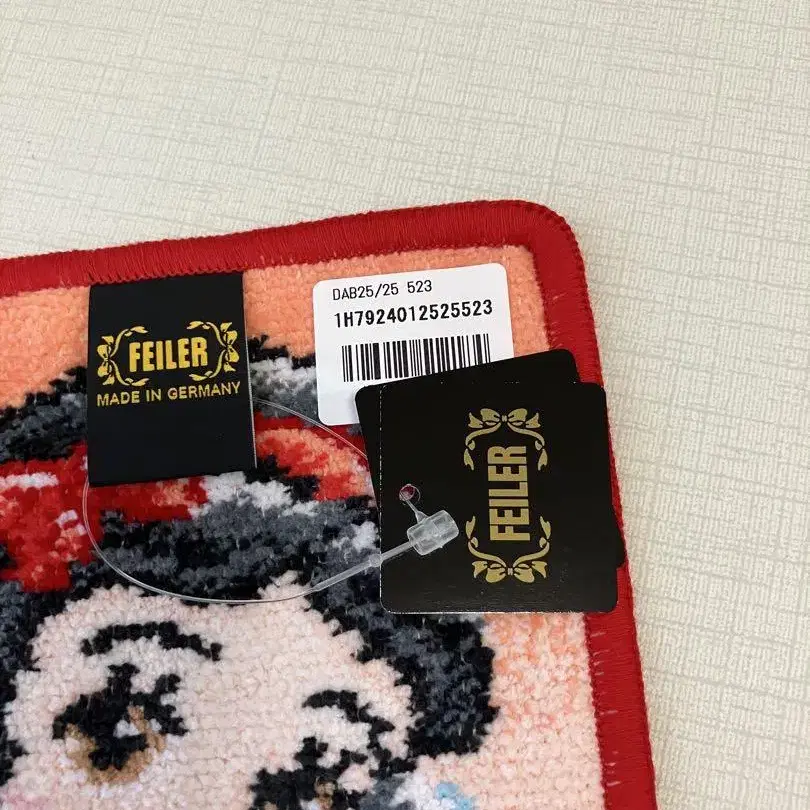 DAB25/25 523
1H7924012525523
FEILER
MADE IN GERMANY
FEILER